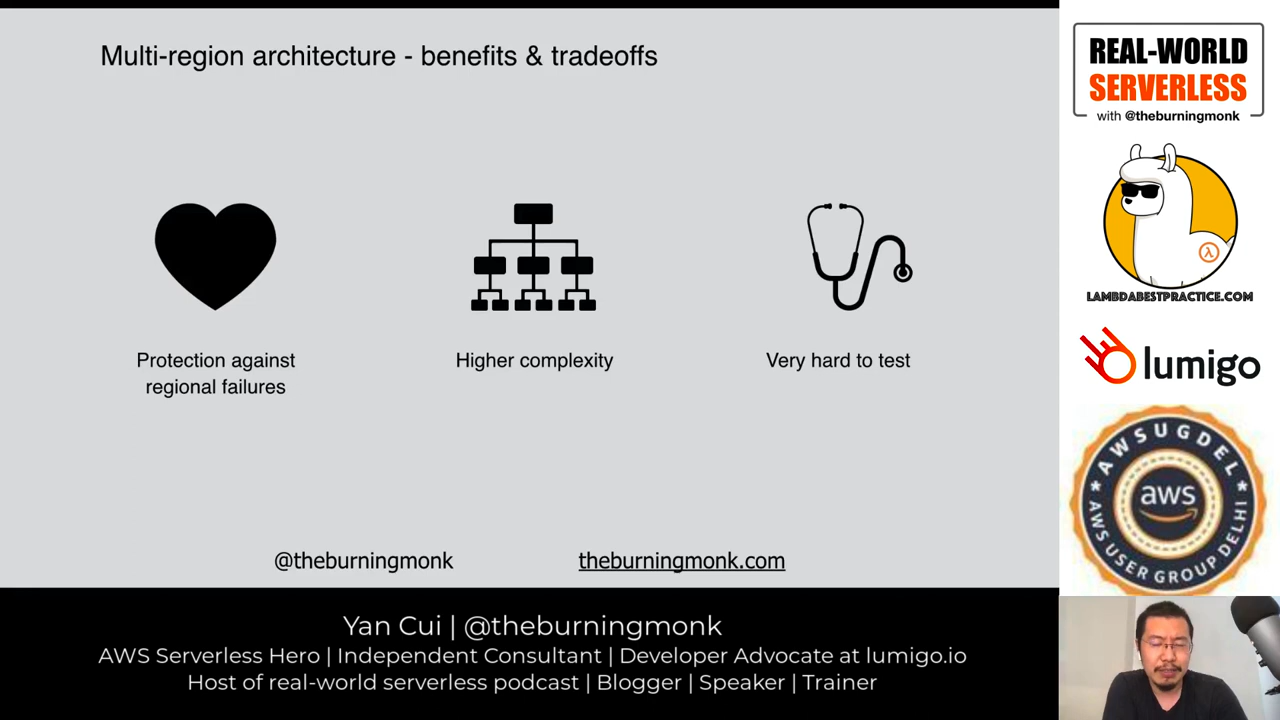 Multi-region architecture - benefits & tradeoffs
Protection against
regional failures
Higher complexity
Very hard to test
@theburningmonk
theburningmonk.com
Yan Cui | @theburningmonk
AWS Serverless Hero | Independent Consultant | Developer Advocate at lumigo.io
Host of real-world serverless podcast | Blogger | Speaker | Trainer
REAL-WORLD
SERVERLESS
with @theburningmonk
λ
LAMBDABESTPRACTICE.COM
lumigo
* AWSUGDEL *
aws
AWS USER GROUP DELHI